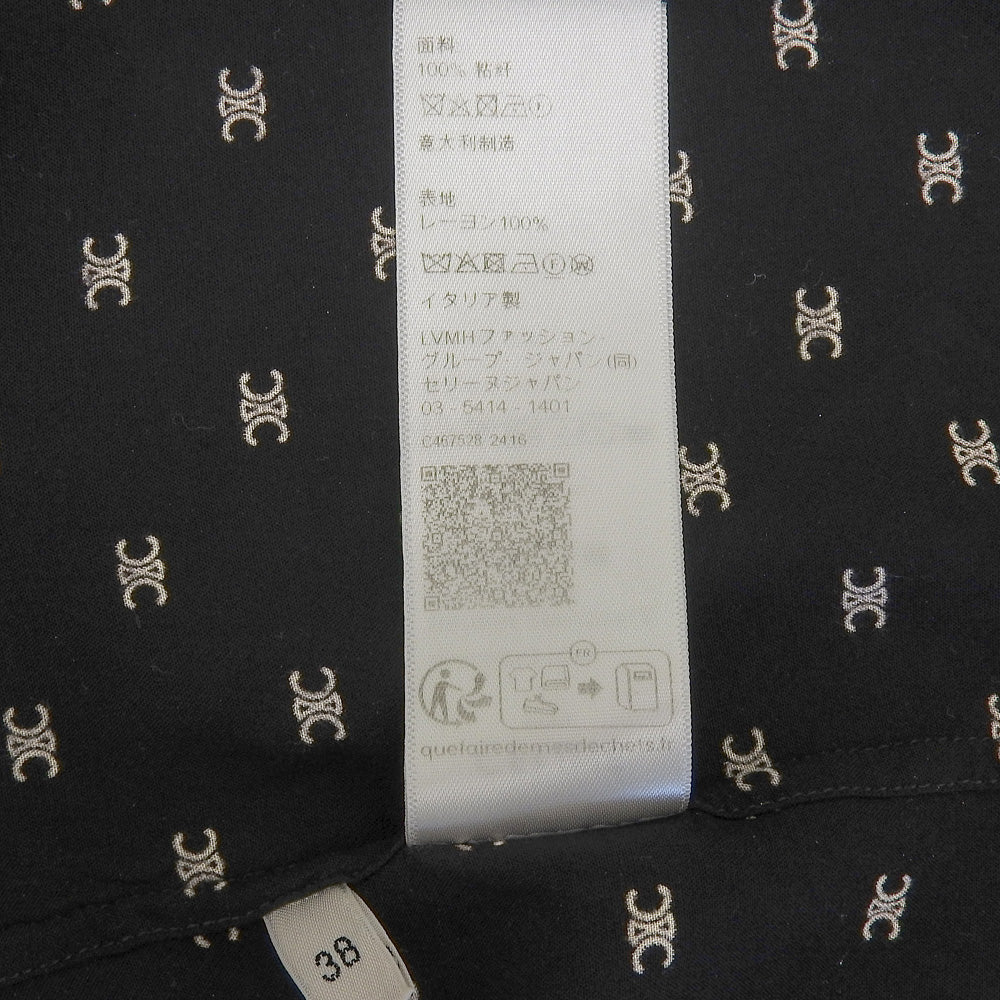 面料
100% 粘纤
意大利制造
表地
レーヨン100%
F W
イタリア製
LVMHファッション
グループ ジャパン(同)
セリーヌジャパン
03 - 5414 - 1401
C467528 2416
FR
quefairedemesdechets.fr
38